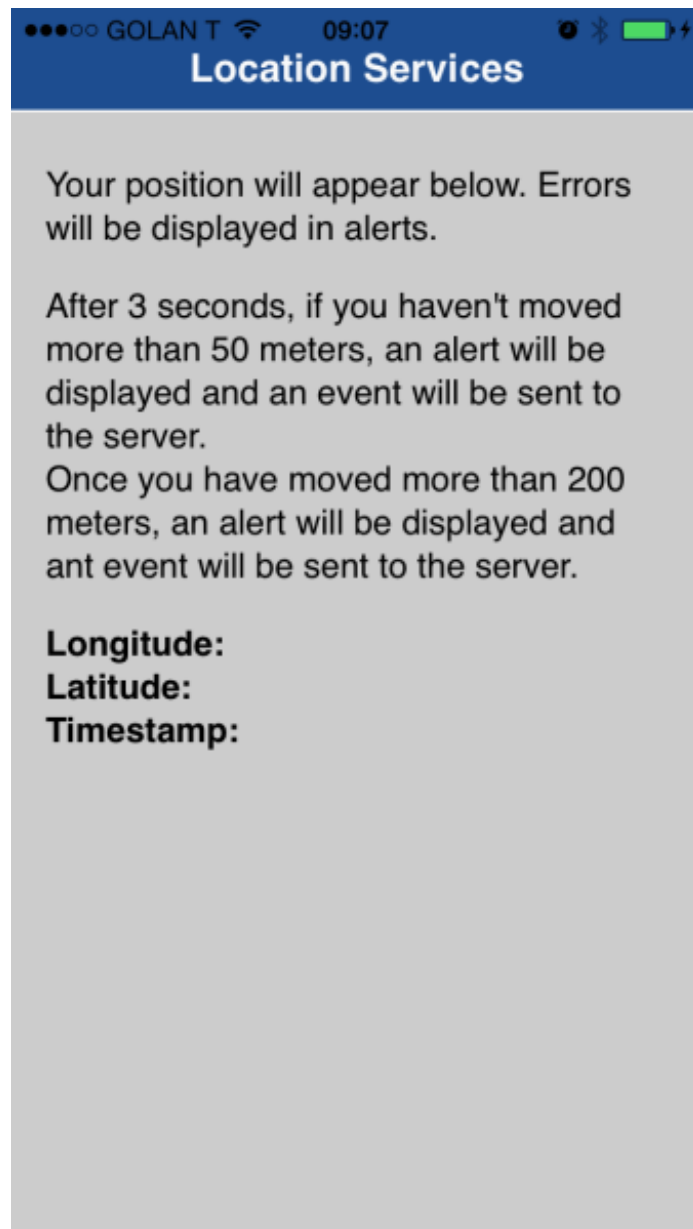 GOLAN T 09:07
Location Services
Your position will appear below. Errors
will be displayed in alerts.
After 3 seconds, if you haven't moved
more than 50 meters, an alert will be
displayed and an event will be sent to
the server.
Once you have moved more than 200
meters, an alert will be displayed and
ant event will be sent to the server.
Longitude:
Latitude:
Timestamp: